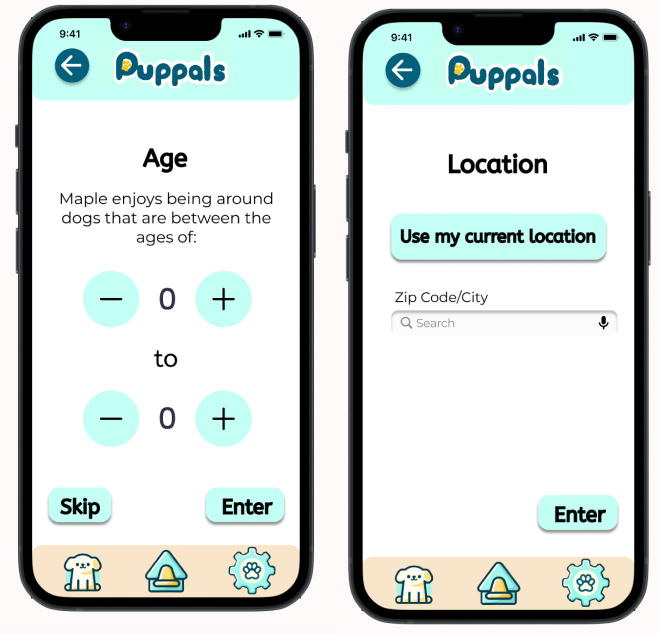 9:41
Puppals
Age
Maple enjoys being around
dogs that are between the
ages of:
− 0 +
to
− 0 +
Skip
Enter
9:41
Puppals
Location
Use my current location
Zip Code/City
Search
Enter